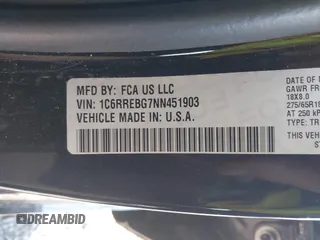 MFD BY: FCA US LLC
VIN: 1C6RREBG7NN451903
VEHICLE MADE IN: U.S.A.
DATE OF
GAWR FR
18X8.0
275/65R18
AT 250 kP
TYPE: TR
THIS VEH
DREAMBID